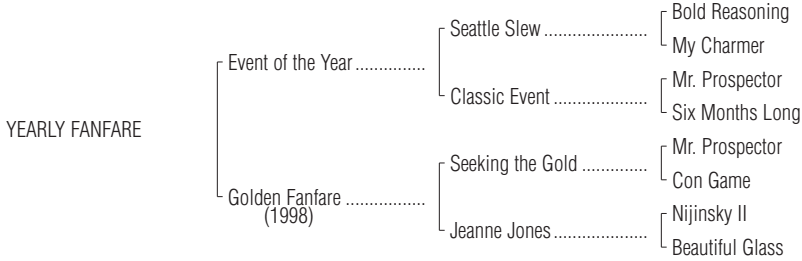 Bold Reasoning
Seattle Slew ......................
My Charmer
Event of the Year ...............
Mr. Prospector
Classic Event ....................
Six Months Long
YEARLY FANFARE
Mr. Prospector
Seeking the Gold ..............
Con Game
Golden Fanfare .................
(1998)
Nijinsky II
Jeanne Jones ....................
Beautiful Glass